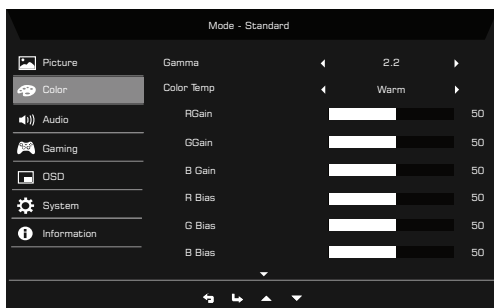 Mode - Standard
Picture
Color
Audio
Gaming
OSD
System
Information
Gamma 2.2
Color Temp Warm
RGain 50
GGain 50
B Gain 50
R Bias 50
G Bias 50
B Bias 50